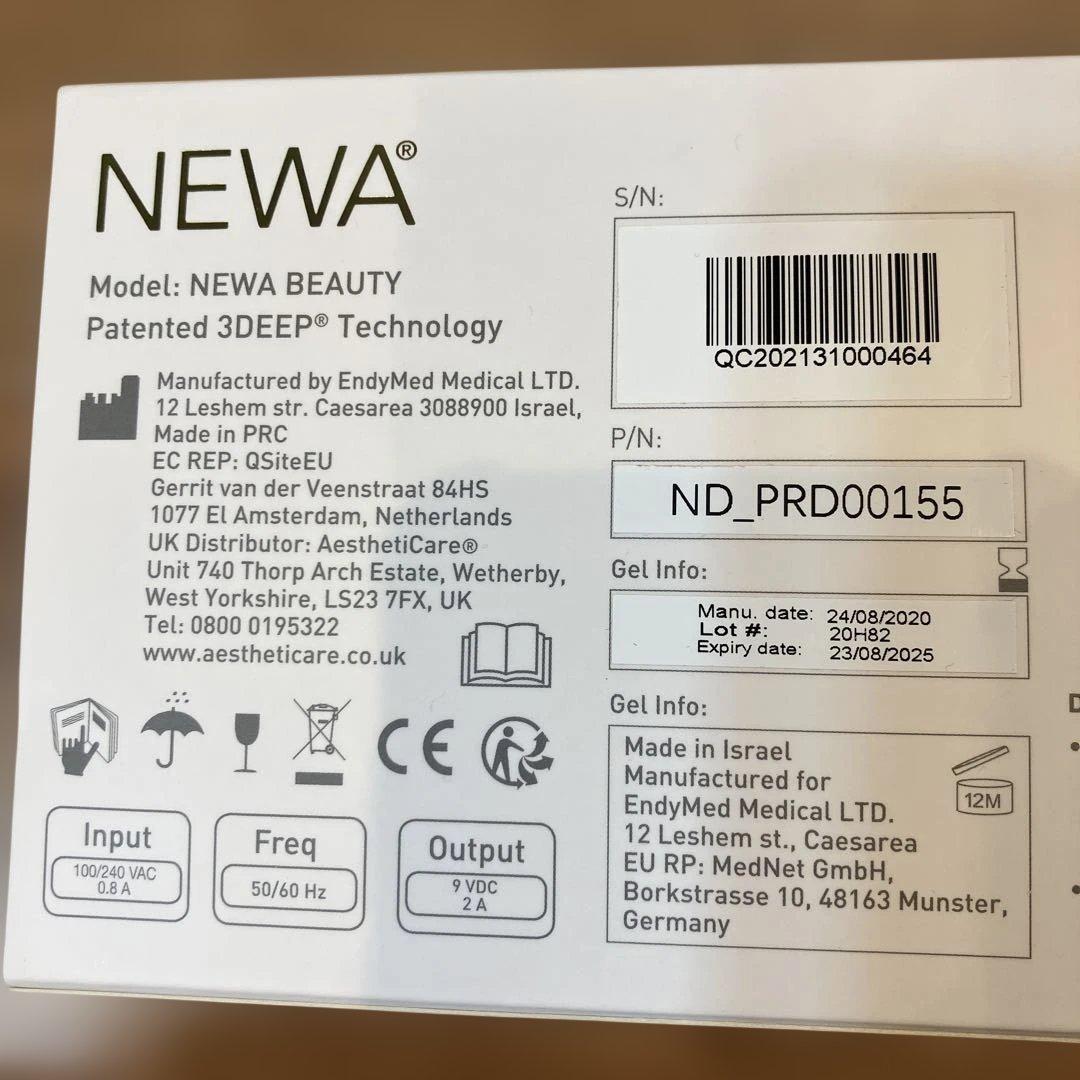 NEWA®
Model: NEWA BEAUTY
Patented 3DEEP® Technology
Manufactured by EndyMed Medical LTD.
12 Leshem str. Caesarea 3088900 Israel,
Made in PRC
EC REP: QSiteEU
Gerrit van der Veenstraat 84HS
1077 El Amsterdam, Netherlands
UK Distributor: AesthetiCare®
Unit 740 Thorp Arch Estate, Wetherby,
West Yorkshire, LS23 7FX, UK
Tel: 0800 0195322
www.aestheticare.co.uk
CE
Input
100/240 VAC
0.8 A
Freq
50/60 Hz
Output
9 VDC
2 A
S/N:
QC202131000464
P/N:
ND_PRD00155
Gel Info:
Manu. date: 24/08/2020
Lot #: 20H82
Expiry date: 23/08/2025
Gel Info:
Made in Israel
Manufactured for
EndyMed Medical LTD.
12 Leshem st., Caesarea
EU RP: MedNet GmbH,
Borkstrasse 10, 48163 Munster,
Germany
12M